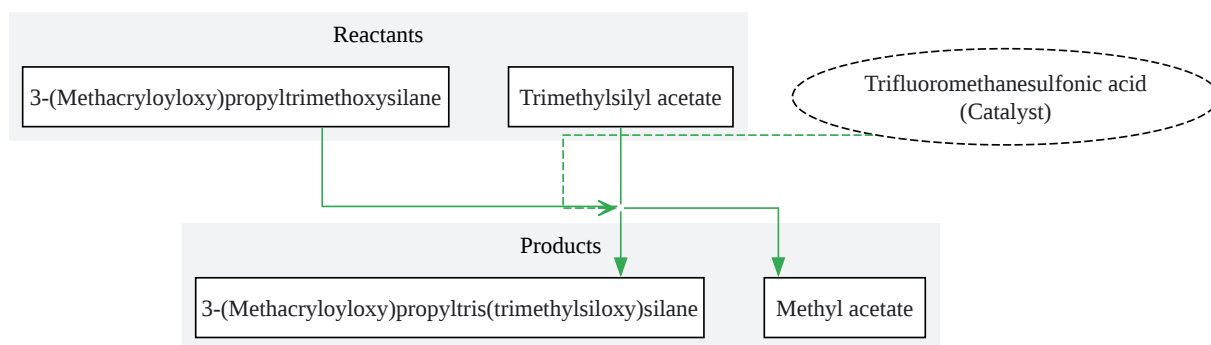 Reactants
3-(Methacryloyloxy)propyltrimethoxysilane
Trimethylsilyl acetate
Trifluoromethanesulfonic acid
(Catalyst)
Products
3-(Methacryloyloxy)propyltris(trimethylsiloxy)silane
Methyl acetate